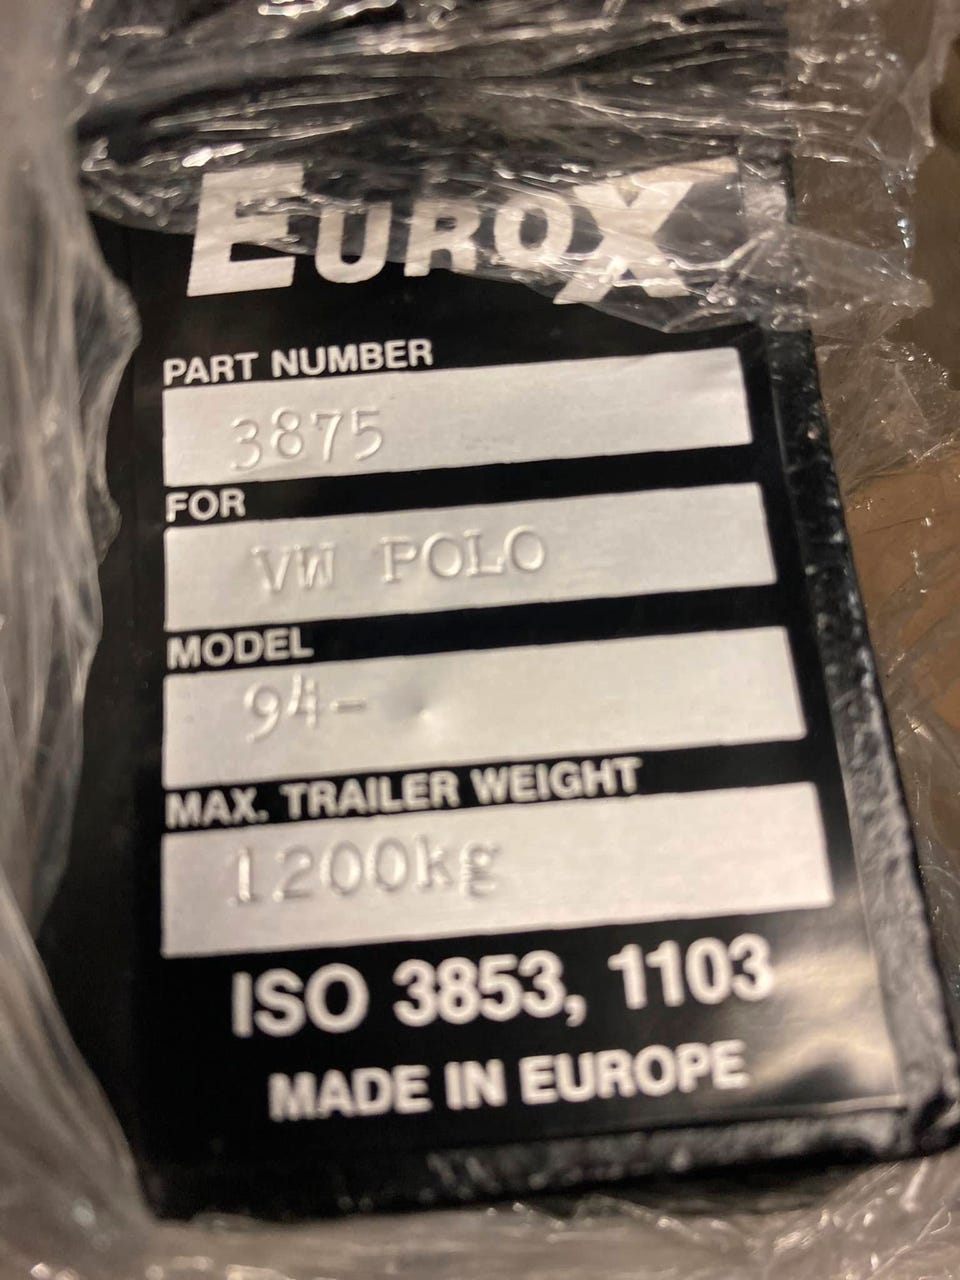 EUROX
PART NUMBER
3875
FOR
VW POLO
MODEL
94-
MAX. TRAILER WEIGHT
1200kg
ISO 3853, 1103
MADE IN EUROPE